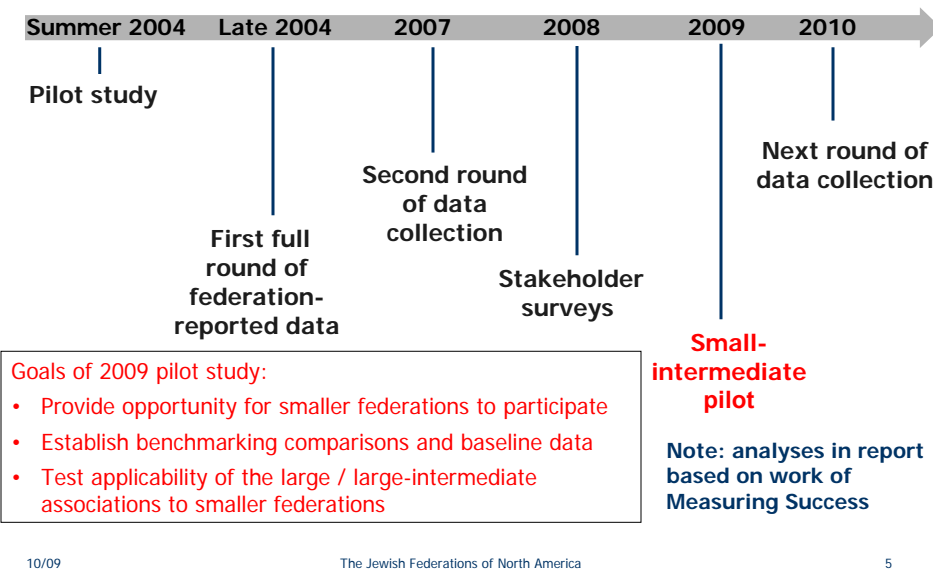 Summer 2004 Late 2004 2007 2008 2009 2010
Pilot study
First full
round of
federation-
reported data
Second round
of data
collection
Stakeholder
surveys
Small-
intermediate
pilot
Next round of
data collection
Goals of 2009 pilot study:
• Provide opportunity for smaller federations to participate
• Establish benchmarking comparisons and baseline data
• Test applicability of the large / large-intermediate
associations to smaller federations
Note: analyses in report
based on work of
Measuring Success
10/09 The Jewish Federations of North America 5